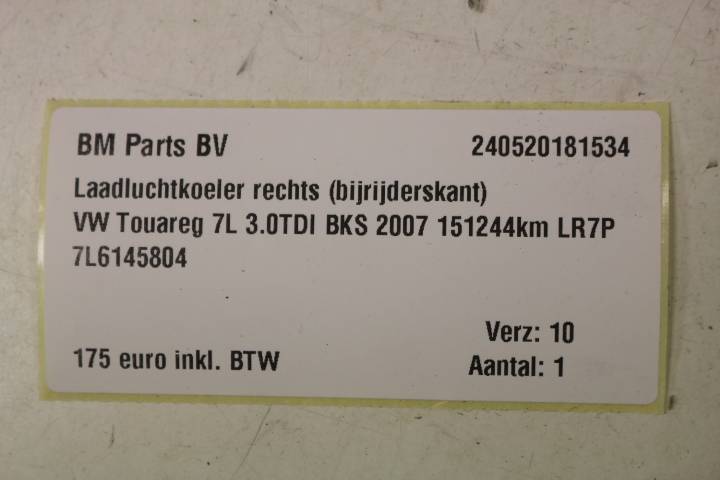 BM Parts BV 240520181534
Laadluchtkoeler rechts (bijrijderskant)
VW Touareg 7L 3.0TDI BKS 2007 151244km LR7P
7L6145804
Verz: 10
175 euro inkl. BTW Aantal: 1